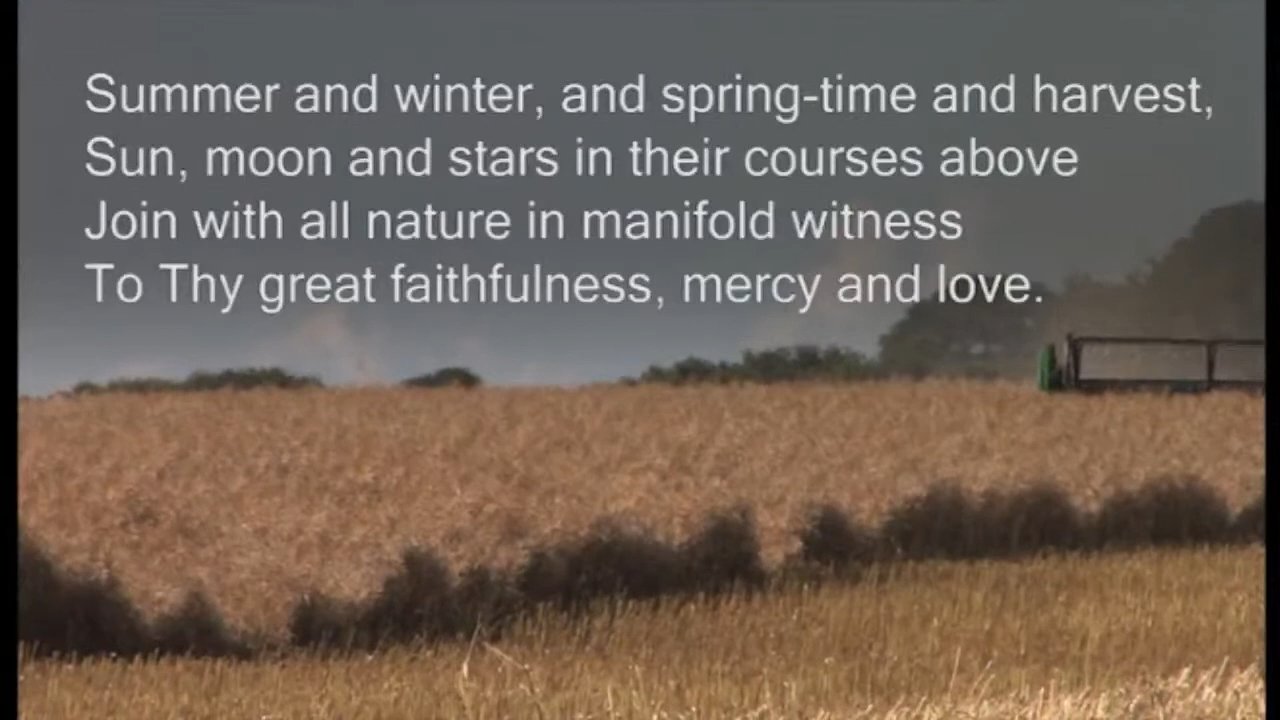 Summer and winter, and spring-time and harvest,
Sun, moon and stars in their courses above
Join with all nature in manifold witness
To Thy great faithfulness, mercy and love.